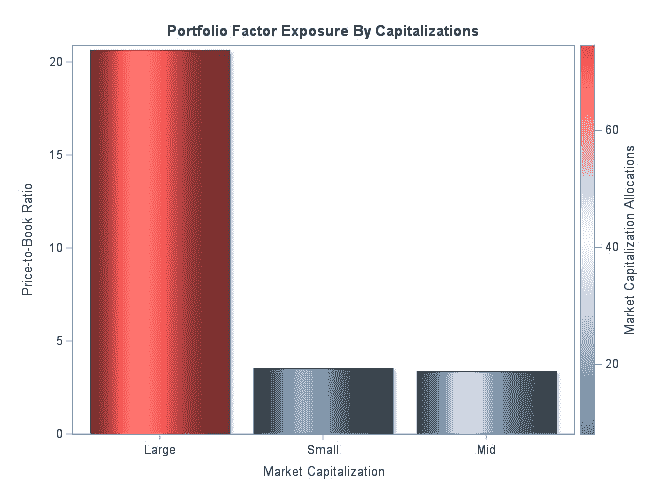 Portfolio Factor Exposure By Capitalizations
20
15
10
5
0
Price-to-Book Ratio
Large
Small
Mid
Market Capitalization
60
40
20
Market Capitalization Allocations